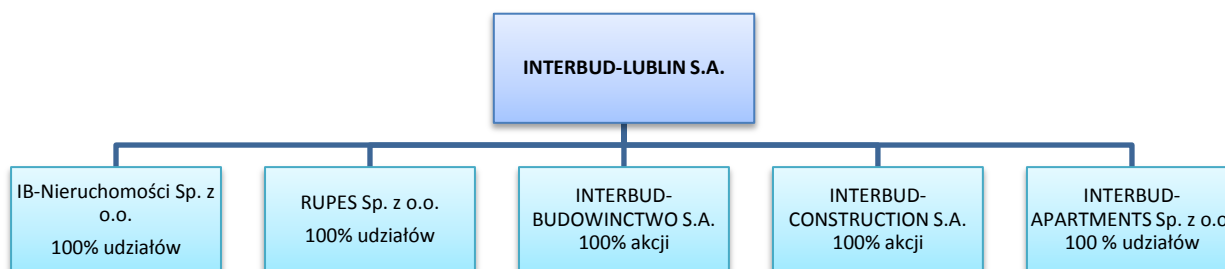 INTERBUD-LUBLIN S.A.
IB-Nieruchomości Sp. z
o.o.
100% udziałów
RUPES Sp. z o.o.
100% udziałów
INTERBUD-
BUDOWINCTWO S.A.
100% akcji
INTERBUD-
CONSTRUCTION S.A.
100% akcji
INTERBUD-
APARTMENTS Sp. z o.o
100 % udziałów